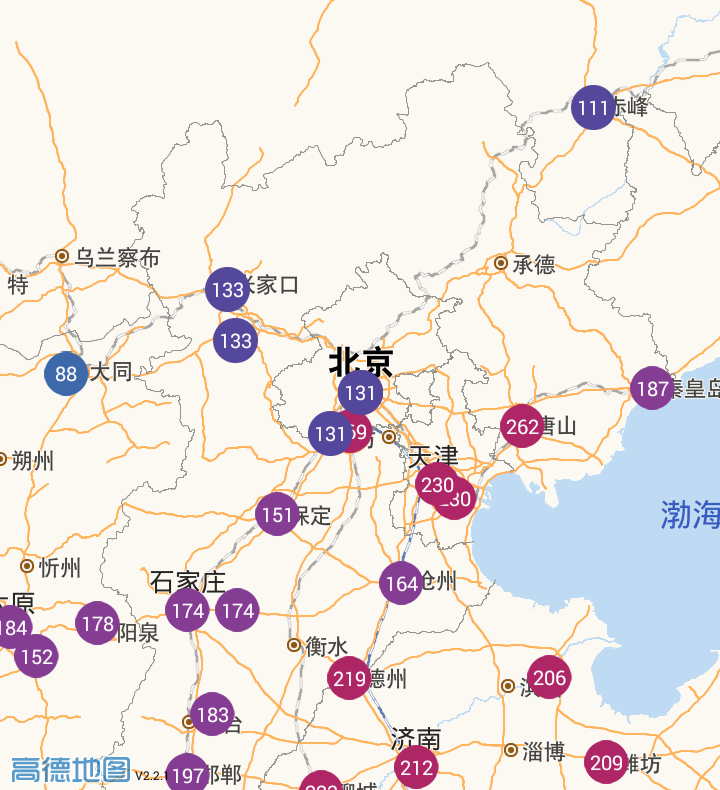 111
赤峰
乌兰察布
承德
特
133
张家口
133
北京
88
大同
131
187
秦皇岛
131
262
唐山
天津
朔州
230
230
151
保定
渤海
忻州
石家庄
164
沧州
174
174
184
178
阳泉
152
衡水
219
德州
206
183
济南
淄博
212
209
潍坊
高德地图
V2.2.1
197
邯郸